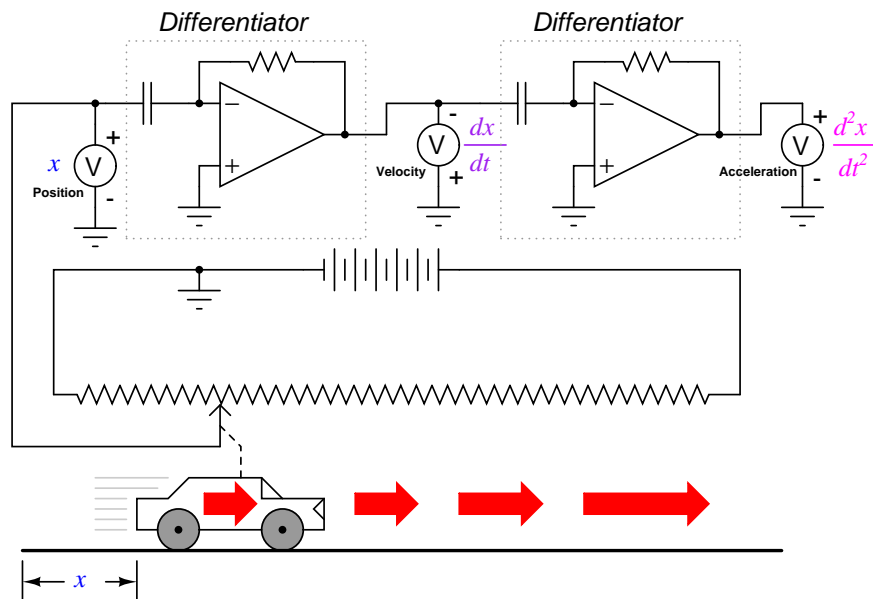 Differentiator
Differentiator
+
V
x
Position
-
−
+
-
V
dx
dt
Velocity
+
−
+
+
V
d²x
dt²
Acceleration
-
x